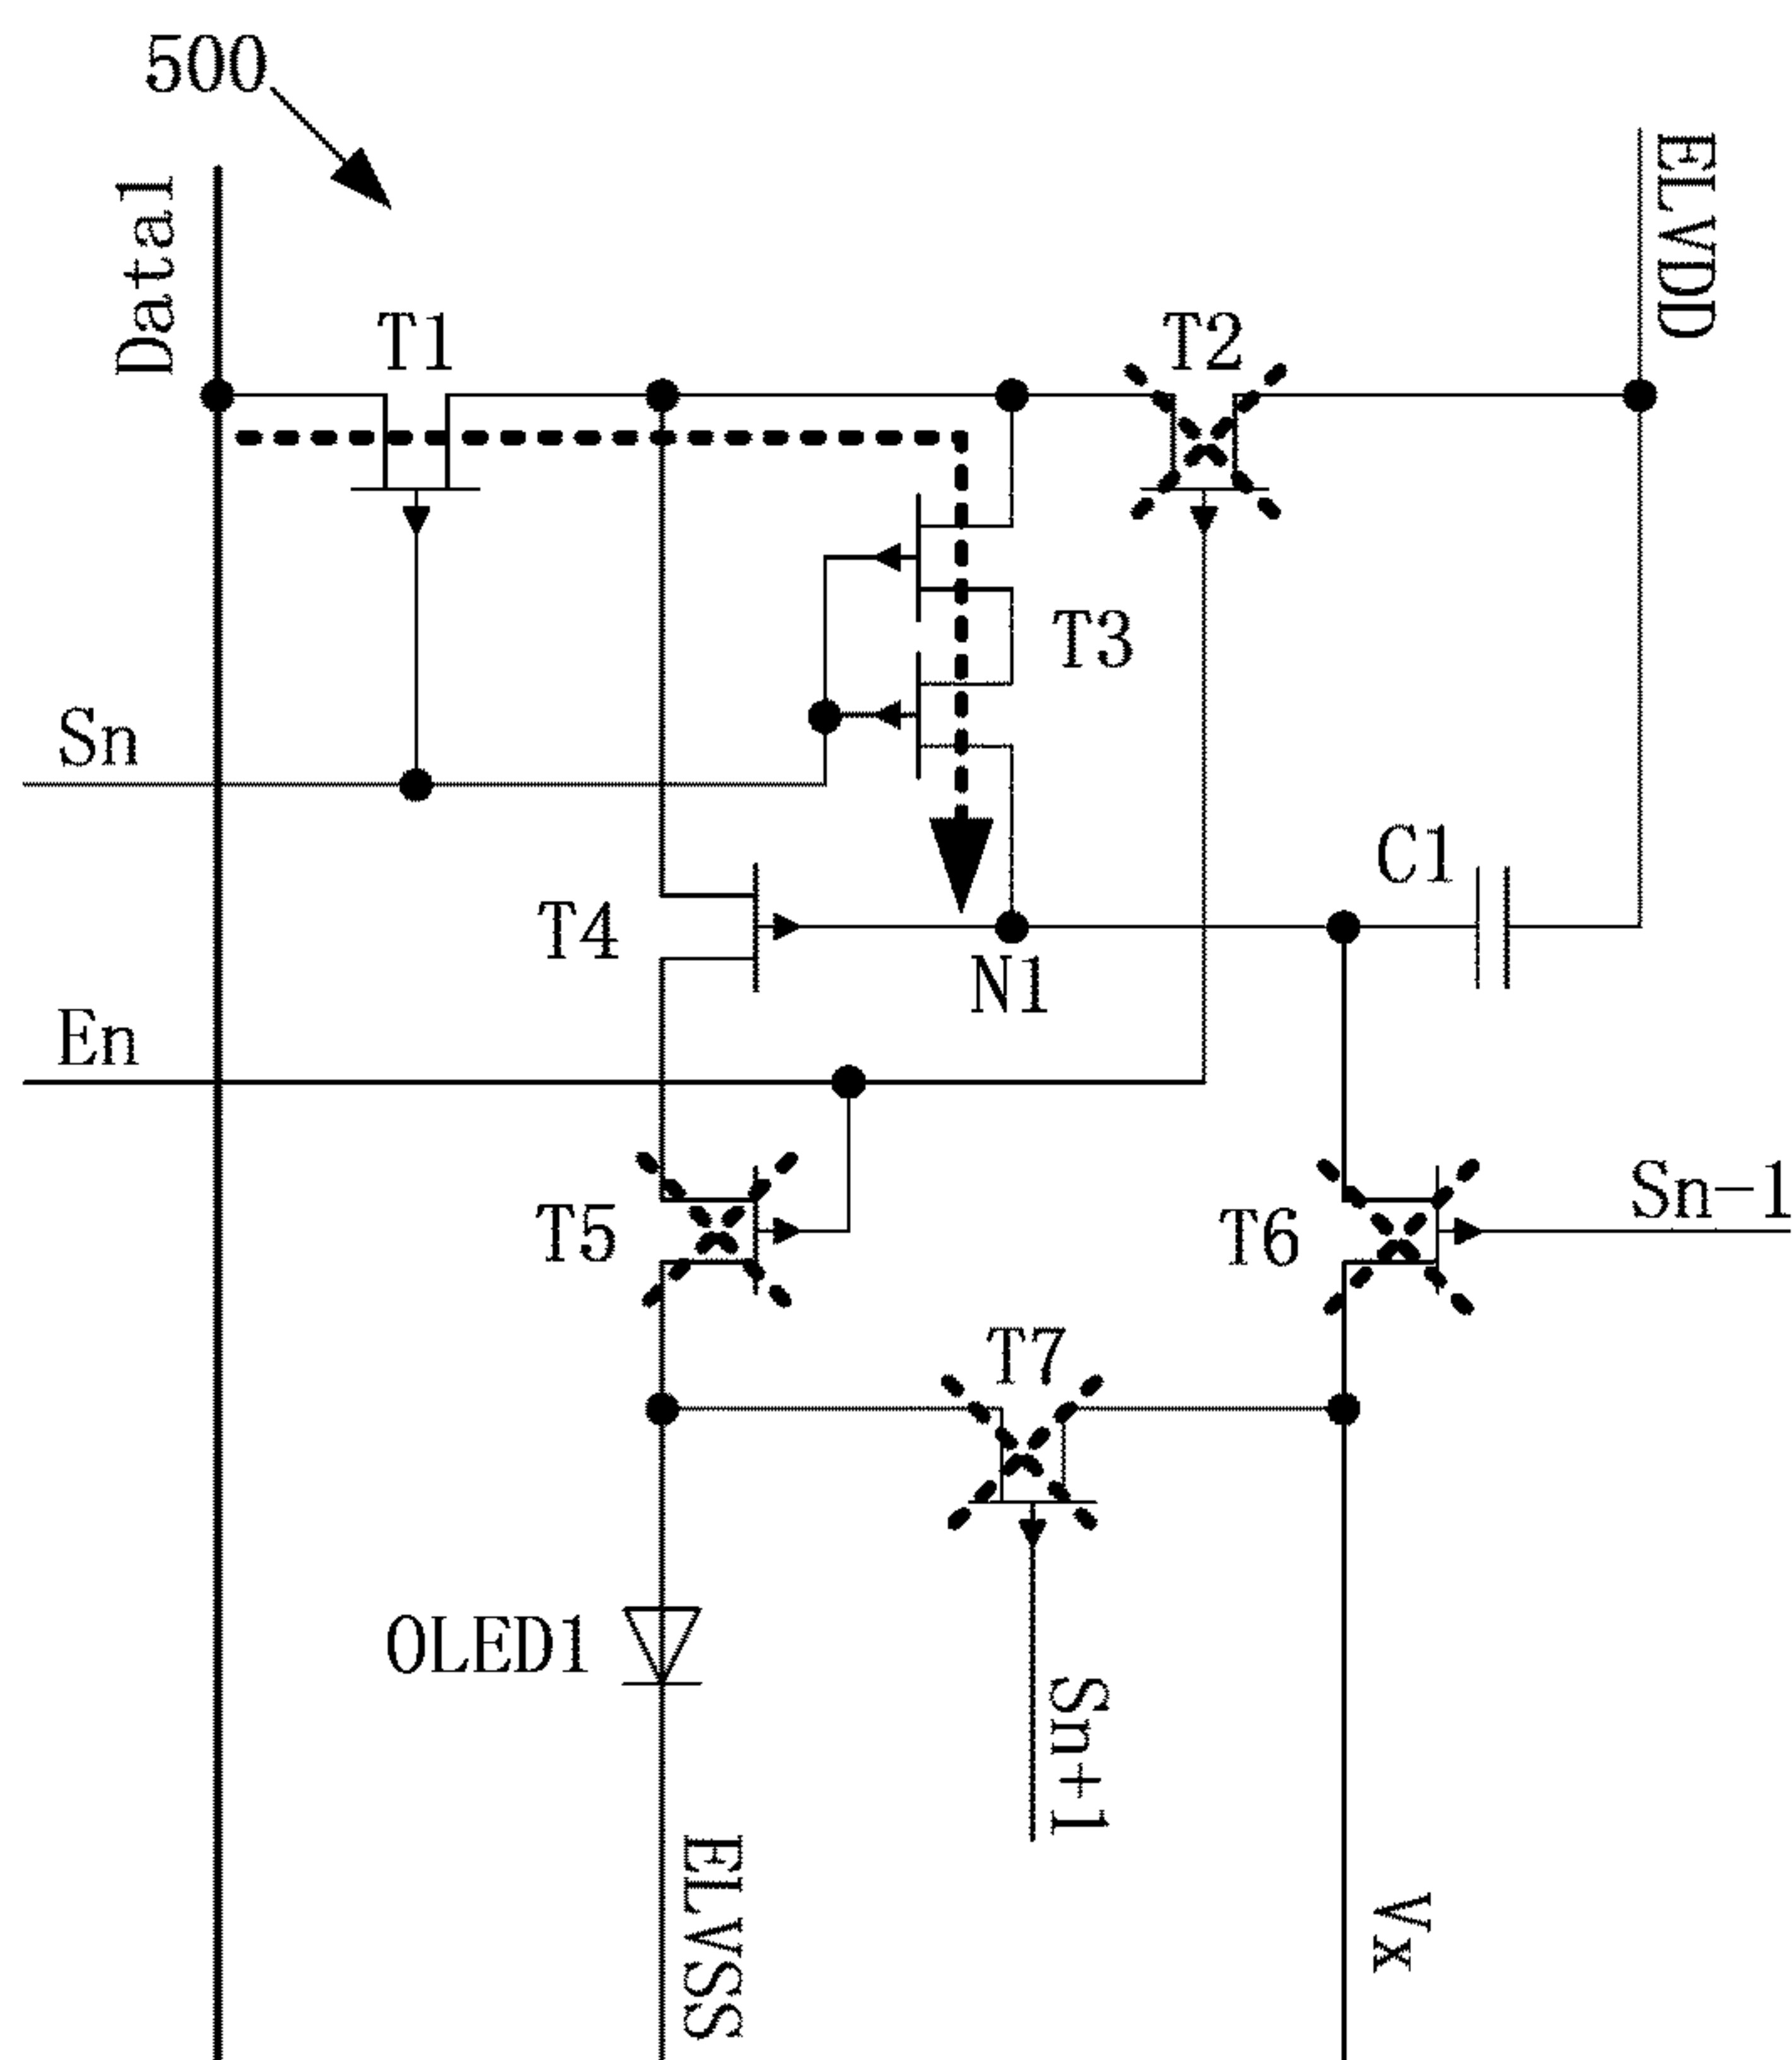 500
Data1
ELVDD
T1
T2
T3
Sn
C1
T4
N1
En
T5
T6
Sn-1
T7
OLED1
Sn+1
ELVSS
Vx